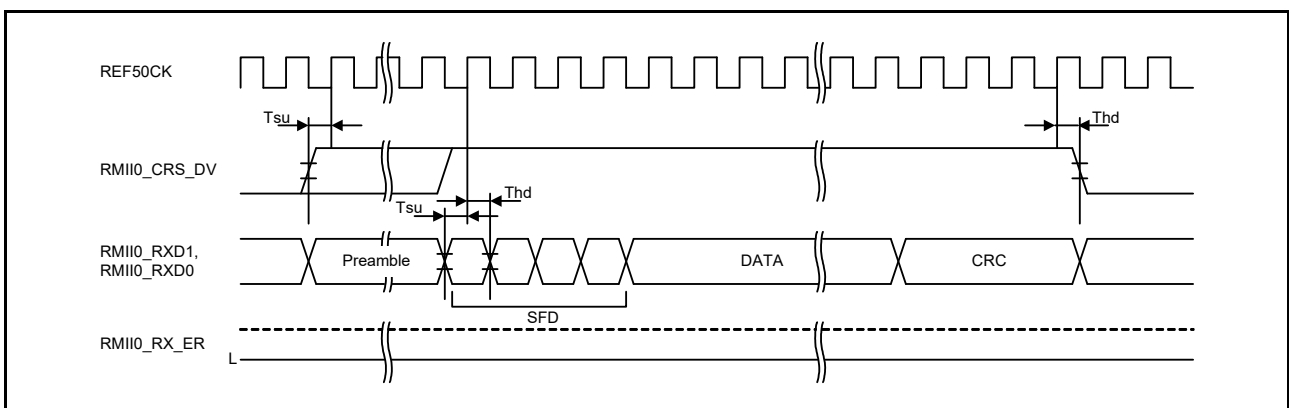 REF50CK
Tsu
Thd
RMII0_CRS_DV
Tsu
Thd
RMII0_RXD1,
RMII0_RXD0
Preamble
DATA
CRC
SFD
RMII0_RX_ER
L